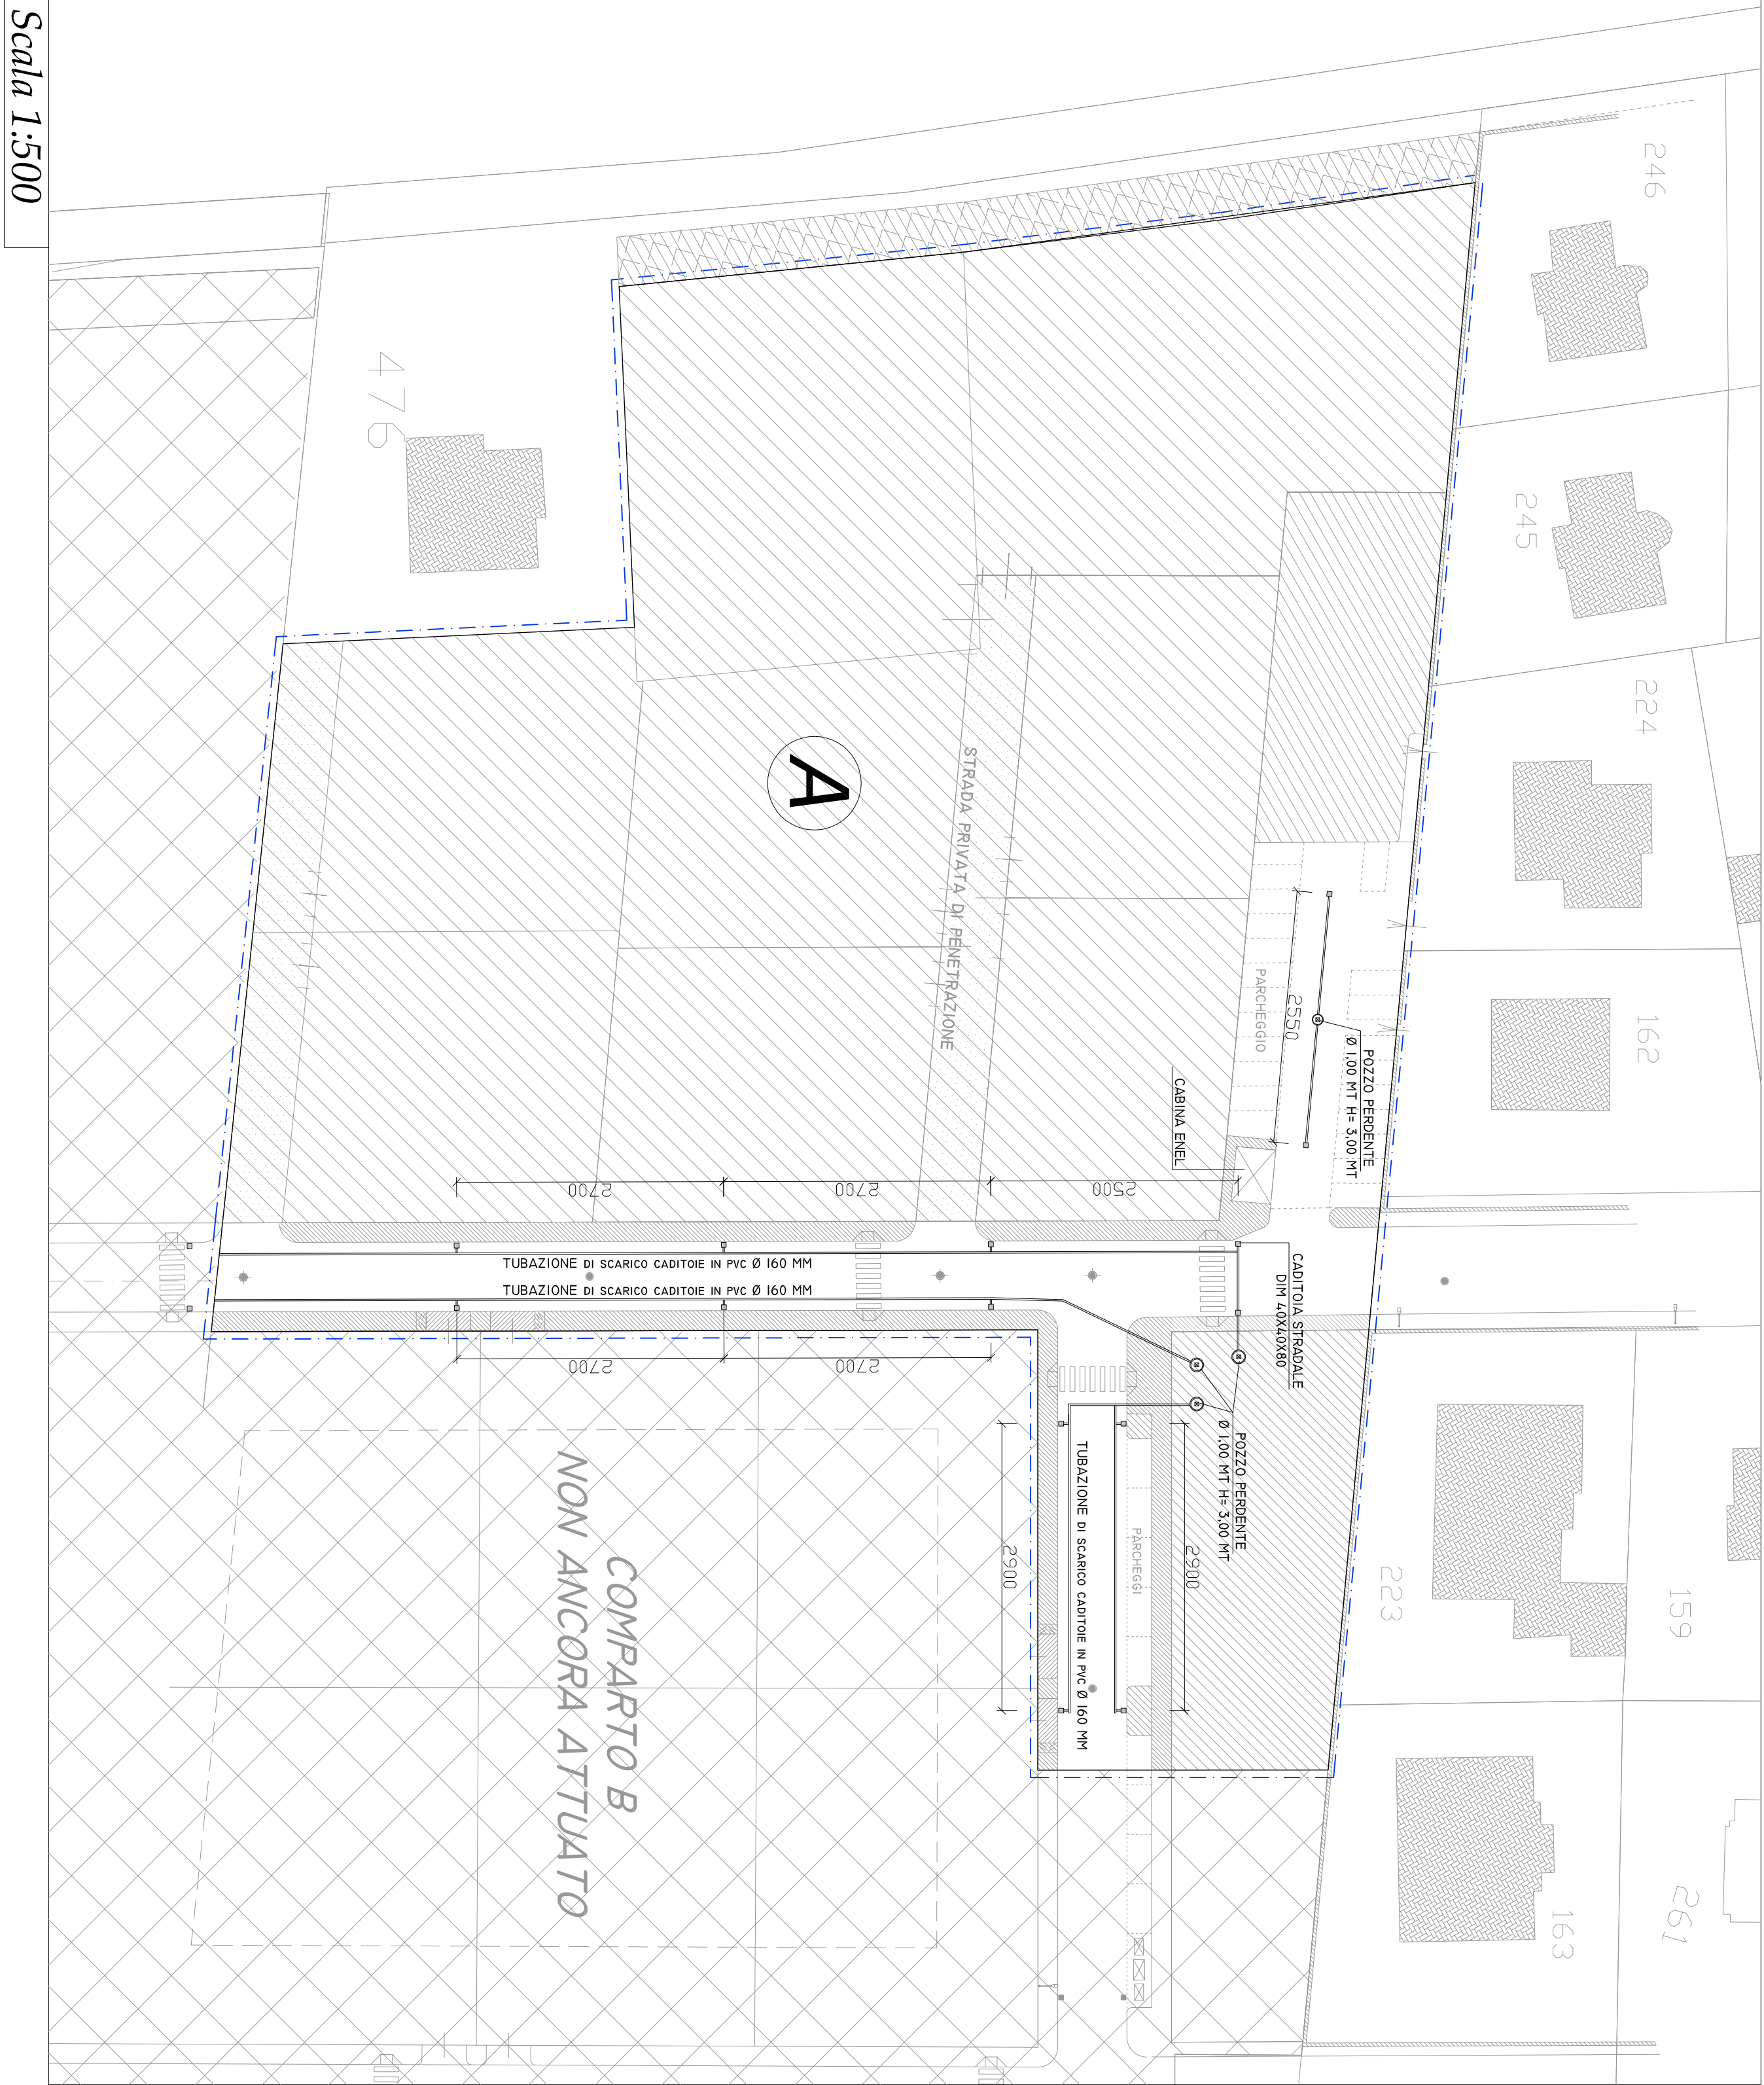 Scala 1:500
246
245
224
162
476
A
STRADA PRIVATA DI PENETRAZIONE
PARCHEGGIO
2550
POZZO PERDENTE
Ø 1,00 MT H= 3,00 MT
CABINA ENEL
2700
2700
2500
TUBAZIONE DI SCARICO CADITOIE IN PVC Ø 160 MM
TUBAZIONE DI SCARICO CADITOIE IN PVC Ø 160 MM
CADITOIA STRADALE
DIM 40X40X80
2700
2700
POZZO PERDENTE
Ø 1,00 MT H= 3,00 MT
2900
PARCHEGGI
TUBAZIONE DI SCARICO CADITOIE IN PVC Ø 160 MM
2900
COMPARTO B
NON ANCORA ATTUATO
223
159
163
261